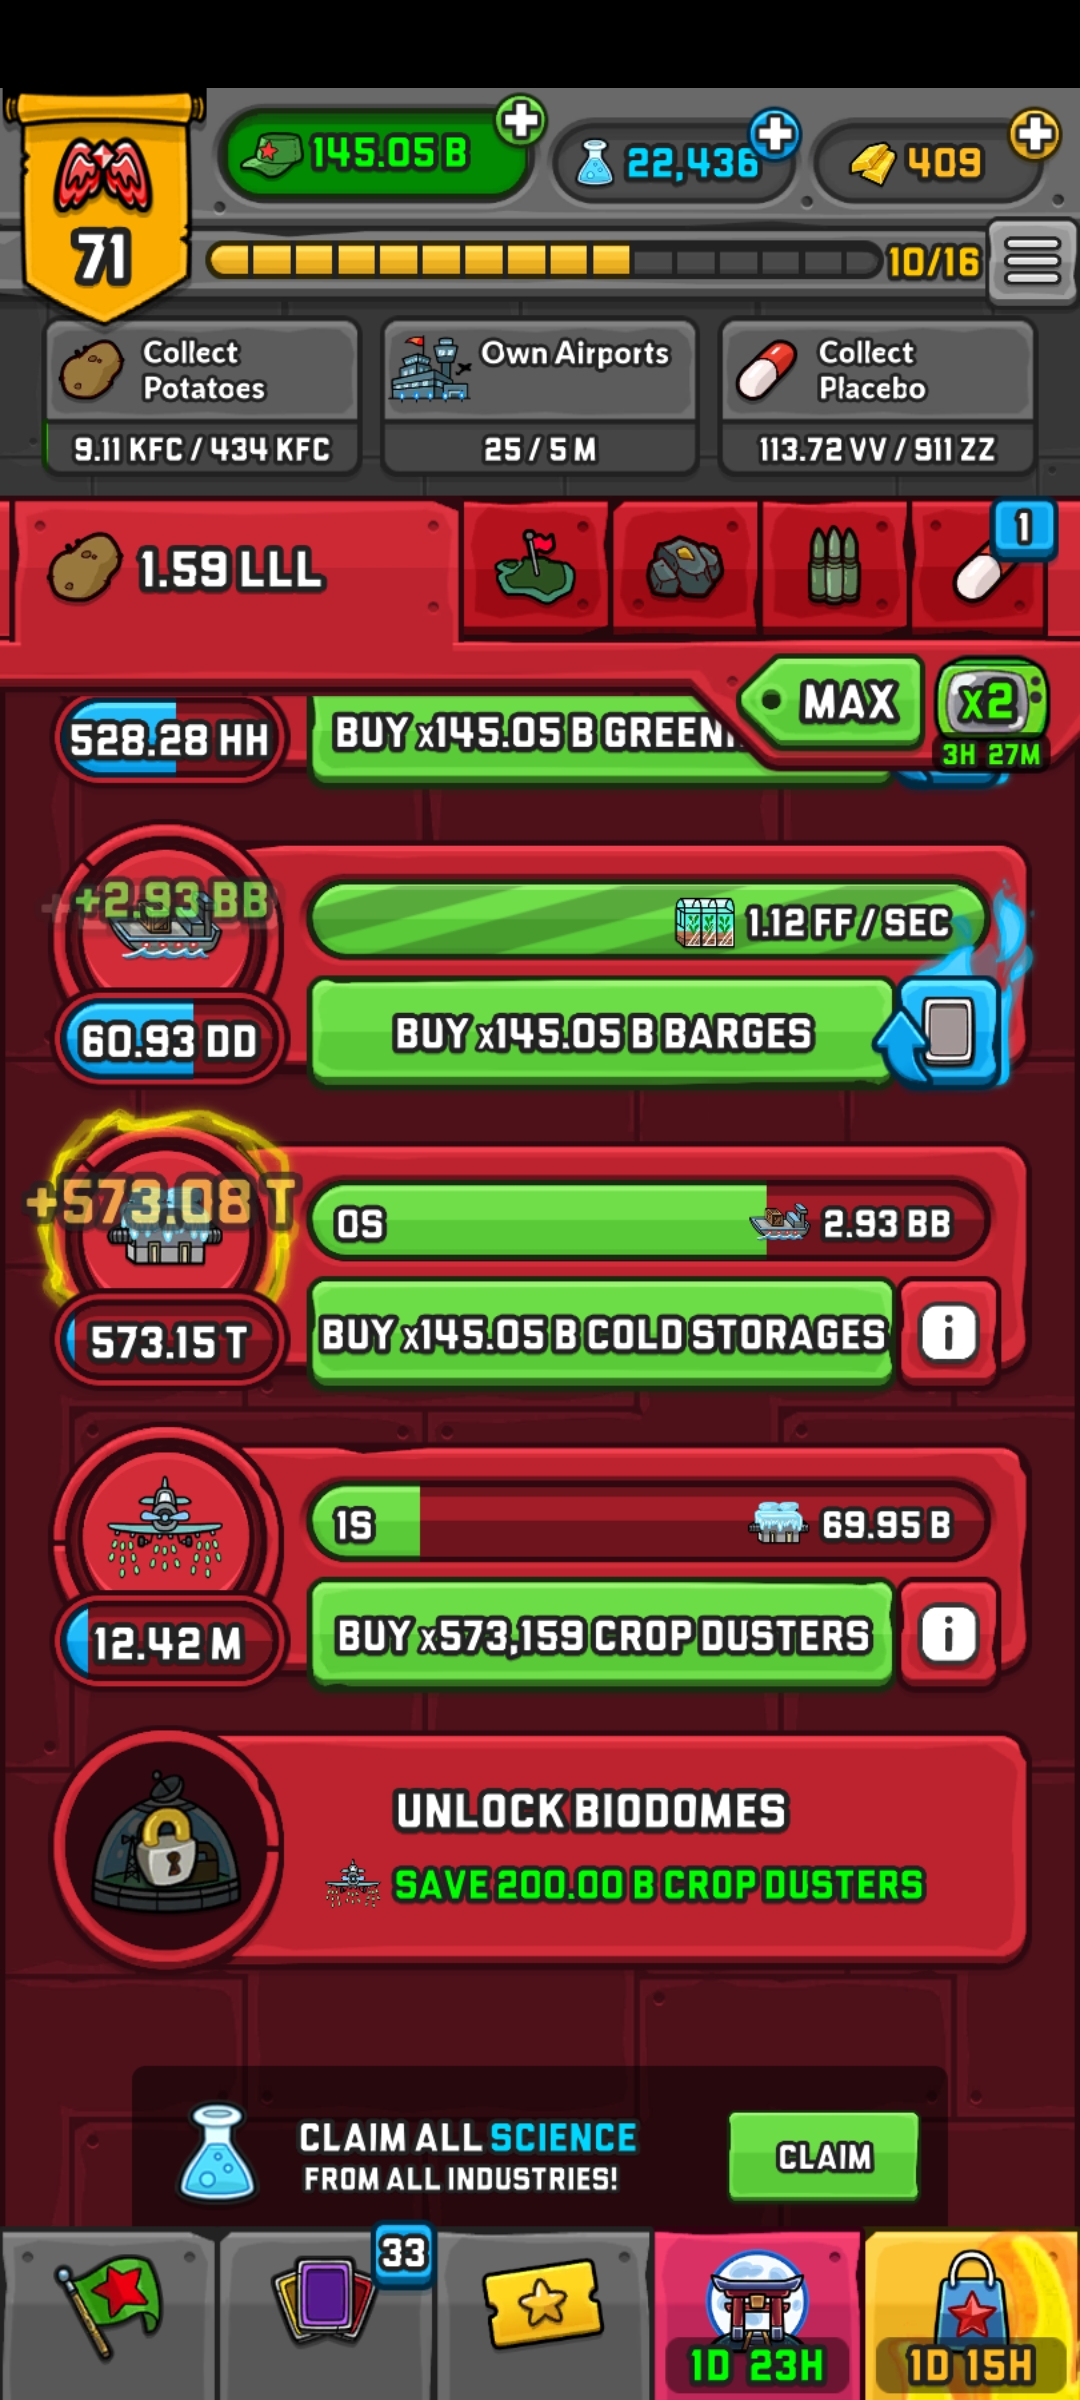 145.05 B
22,436
409
71
10/16
Collect
Potatoes
Own Airports
Collect
Placebo
9.11 KFC / 434 KFC
25 / 5 M
113.72 VV / 911 ZZ
1.59 LLL
1
MAX
x2
3H 27M
528.28 HH
BUY x145.05 B
+2.93 BB
1.12 FF / SEC
60.93 DD
BUY x145.05 B BARGES
+573.08 T
0S
2.93 BB
573.15 T
BUY x145.05 B COLD STORAGES
i
1S
69.95 B
12.42 M
BUY x573,159 CROP DUSTERS
i
UNLOCK BIODOMES
SAVE 200.00 B CROP DUSTERS
CLAIM ALL SCIENCE
FROM ALL INDUSTRIES!
CLAIM
33
1D 23H
1D 15H